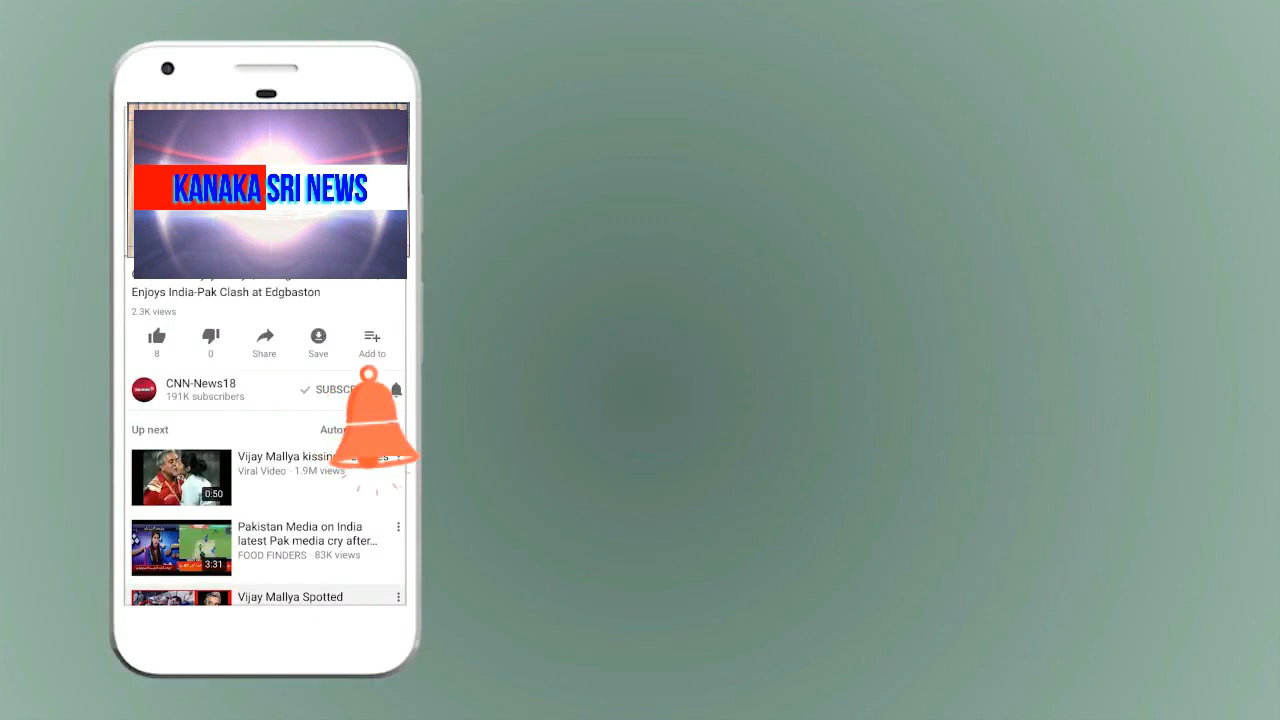 KANAKA SRI NEWS
Enjoys India-Pak Clash at Edgbaston
2.3K views
8
0
Share
Save
Add to
CNN-News18
191K subscribers
Up next
Vijay Mallya
Viral Video · 1.9M views
0:50
Pakistan Media on India
latest Pak media cry after...
FOOD FINDERS · 83K views
3:31
Vijay Mallya Spotted